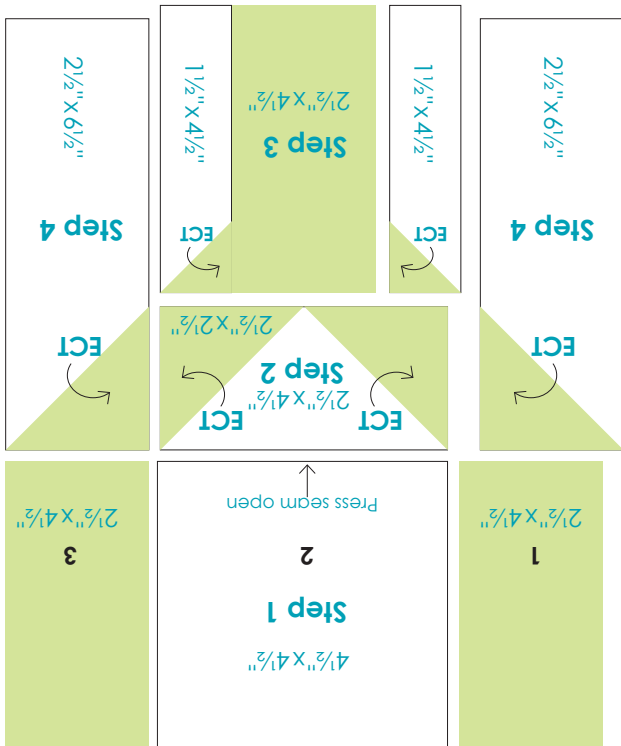 1
2½"x4½"
4½"x4½"
Step 1
2
Press seam open
3
2½"x4½"
ECT
Step 4
2½"x6½"
ECT
2½"x4½"
Step 2
ECT
2½"x2½"
ECT
Step 4
2½"x6½"
ECT
1½"x4½"
Step 3
2½"x4½"
ECT
1½"x4½"